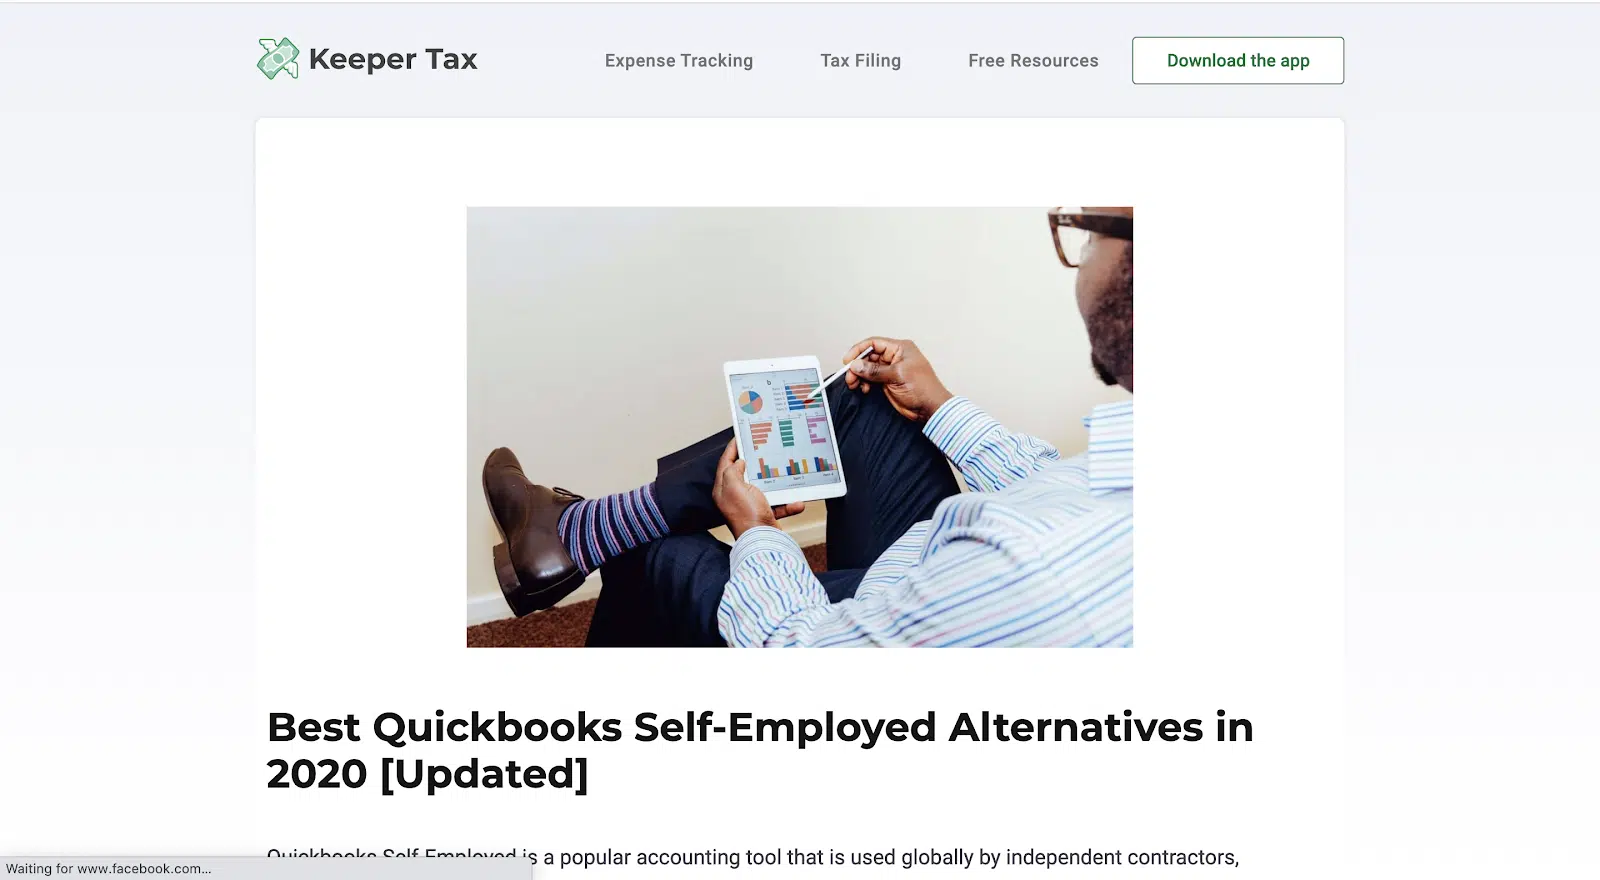 Keeper Tax
Expense Tracking
Tax Filing
Free Resources
Download the app
Best Quickbooks Self-Employed Alternatives in
2020 [Updated]
Quickbooks Self-Employed is a popular accounting tool that is used globally by independent contractors,
Waiting for www.facebook.com...